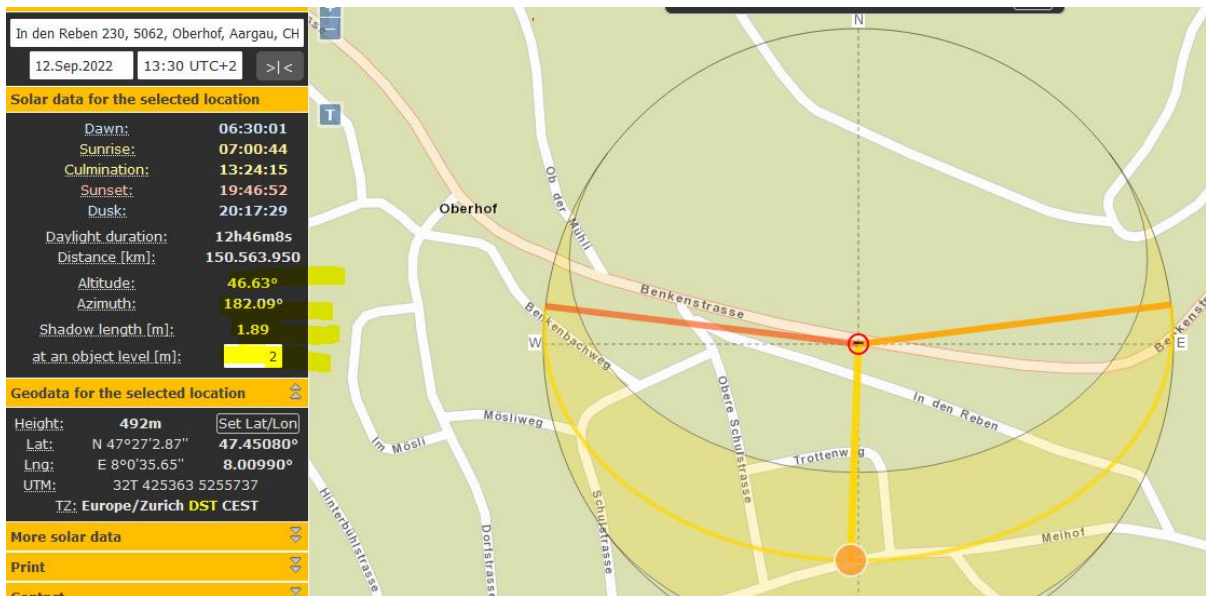 In den Reben 230, 5062, Oberhof, Aargau, CH
12.Sep.2022 13:30 UTC+2 >|<
Solar data for the selected location
Dawn: 06:30:01
Sunrise: 07:00:44
Culmination: 13:24:15
Sunset: 19:46:52
Dusk: 20:17:29
Daylight duration: 12h46m8s
Distance [km]: 150.563.950
Altitude: 46.63°
Azimuth: 182.09°
Shadow length [m]: 1.89
at an object level [m]: 2
Geodata for the selected location
Height: 492m Set Lat/Lon
Lat: N 47°27'2.87'' 47.45080°
Lng: E 8°0'35.65'' 8.00990°
UTM: 32T 425363 5255737
TZ: Europe/Zurich DST CEST
More solar data
Print
T
N
Ob der Mühli
Oberhof
Benkenstrasse
Benkenbachweg
W
E
Obere Schulstrasse
In den Reben
Mösliweg
Im Mösli
Trottenweg
Hinterbühlstrasse
Dorfstrasse
Schulstrasse
Meihof